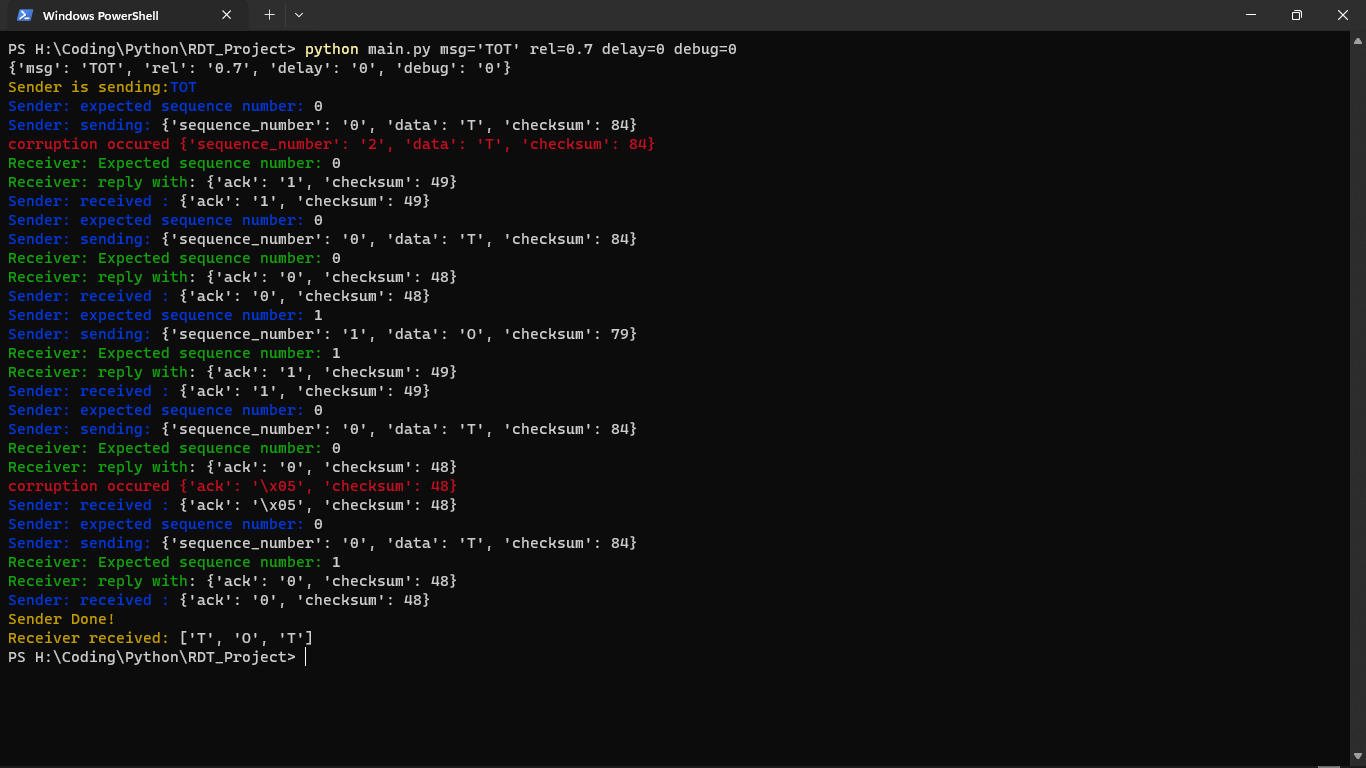 Windows PowerShell
PS H:\Coding\Python\RDT_Project> python main.py msg='TOT' rel=0.7 delay=0 debug=0
{'msg': 'TOT', 'rel': '0.7', 'delay': '0', 'debug': '0'}
Sender is sending:TOT
Sender: expected sequence number: 0
Sender: sending: {'sequence_number': '0', 'data': 'T', 'checksum': 84}
corruption occured {'sequence_number': '2', 'data': 'T', 'checksum': 84}
Receiver: Expected sequence number: 0
Receiver: reply with: {'ack': '1', 'checksum': 49}
Sender: received : {'ack': '1', 'checksum': 49}
Sender: expected sequence number: 0
Sender: sending: {'sequence_number': '0', 'data': 'T', 'checksum': 84}
Receiver: Expected sequence number: 0
Receiver: reply with: {'ack': '0', 'checksum': 48}
Sender: received : {'ack': '0', 'checksum': 48}
Sender: expected sequence number: 1
Sender: sending: {'sequence_number': '1', 'data': 'O', 'checksum': 79}
Receiver: Expected sequence number: 1
Receiver: reply with: {'ack': '1', 'checksum': 49}
Sender: received : {'ack': '1', 'checksum': 49}
Sender: expected sequence number: 0
Sender: sending: {'sequence_number': '0', 'data': 'T', 'checksum': 84}
Receiver: Expected sequence number: 0
Receiver: reply with: {'ack': '0', 'checksum': 48}
corruption occured {'ack': '\x05', 'checksum': 48}
Sender: received : {'ack': '\x05', 'checksum': 48}
Sender: expected sequence number: 0
Sender: sending: {'sequence_number': '0', 'data': 'T', 'checksum': 84}
Receiver: Expected sequence number: 1
Receiver: reply with: {'ack': '0', 'checksum': 48}
Sender: received : {'ack': '0', 'checksum': 48}
Sender Done!
Receiver received: ['T', 'O', 'T']
PS H:\Coding\Python\RDT_Project>